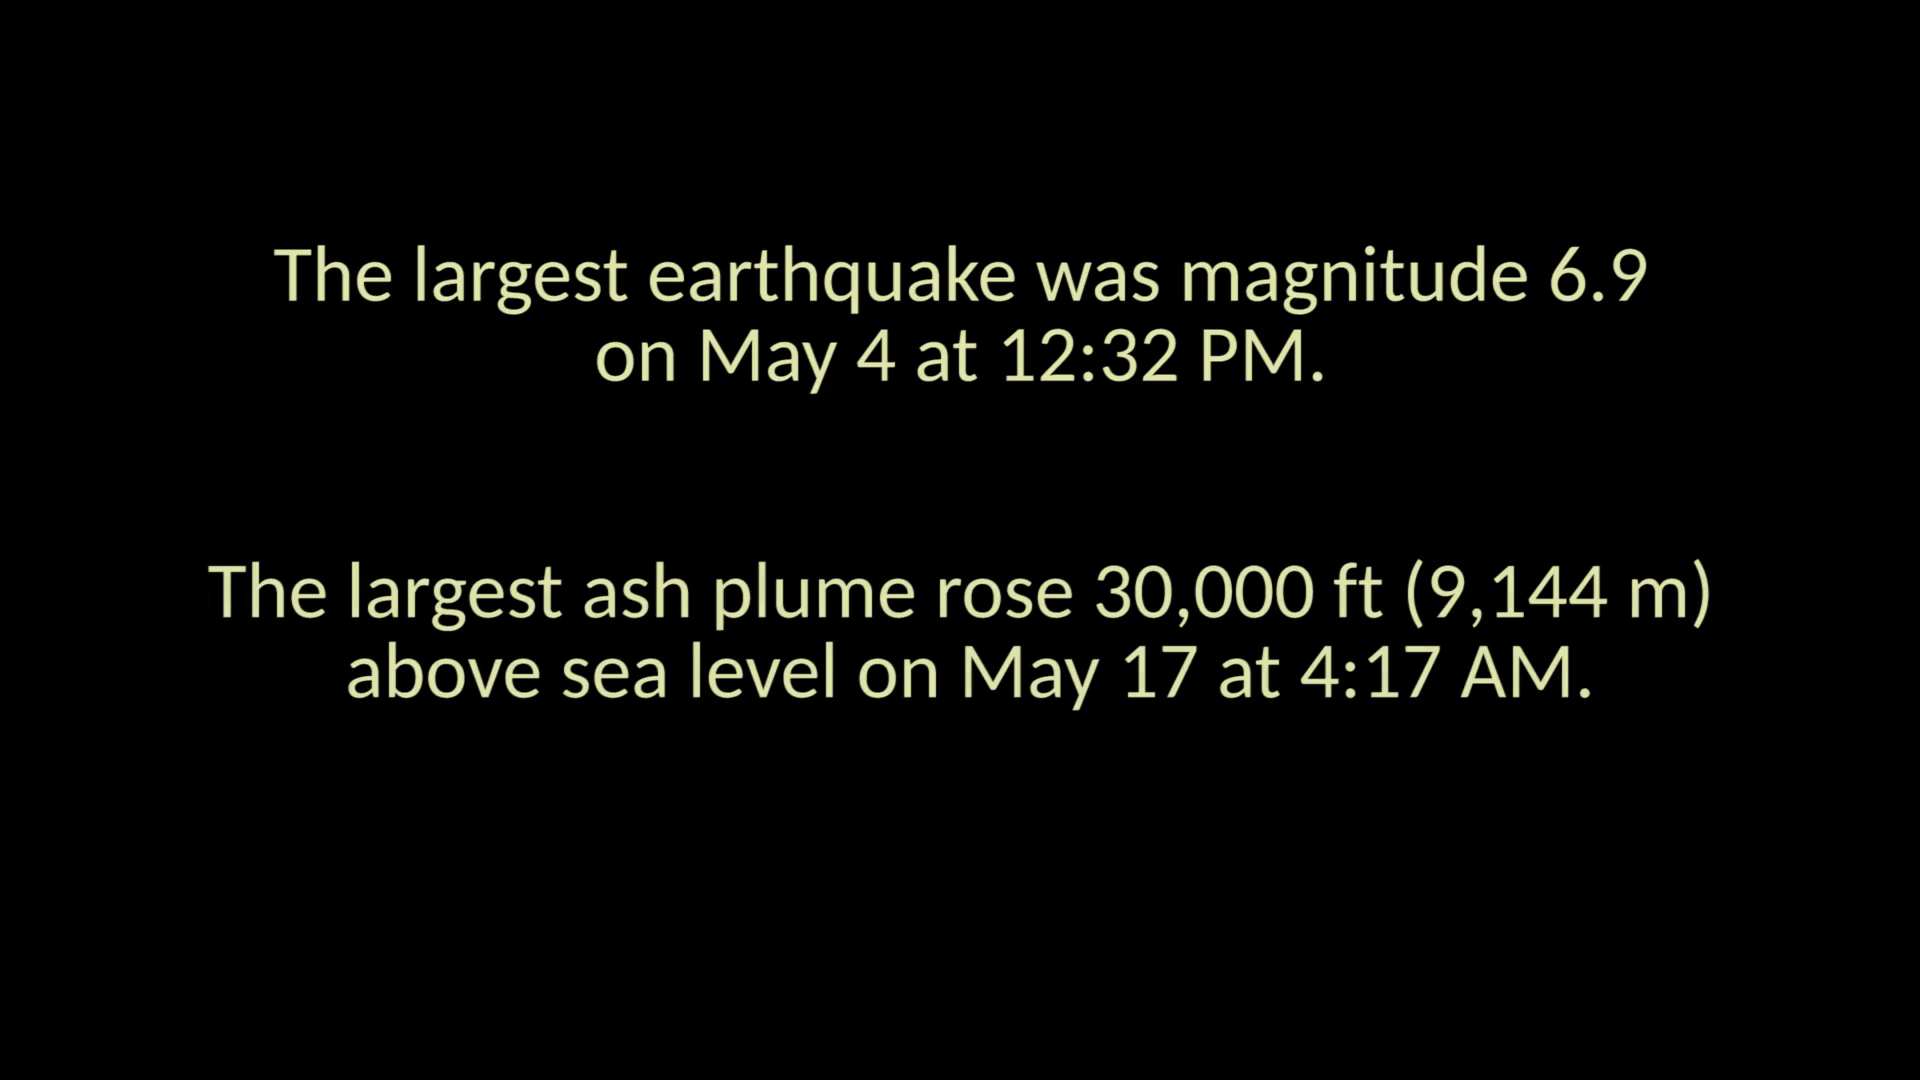 The largest earthquake was magnitude 6.9
on May 4 at 12:32 PM.
The largest ash plume rose 30,000 ft (9,144 m)
above sea level on May 17 at 4:17 AM.